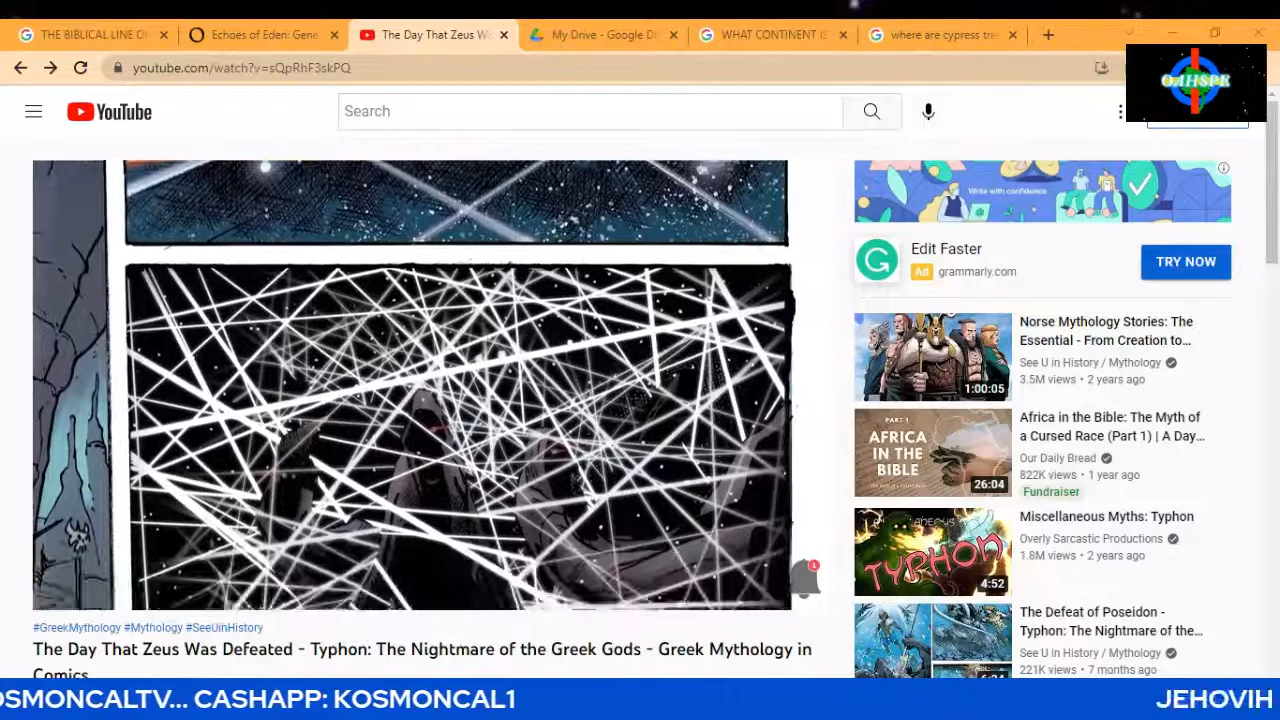 THE BIBLICAL LINE O
Echoes of Eden: Gene
The Day That Zeus Wa
My Drive - Google D
WHAT CONTINENT IS
where are cypress tre
youtube.com/watch?v=sQpRhF3skPQ
OAHSPE
YouTube
Search
Write with confidence
Edit Faster
Ad grammarly.com
TRY NOW
Norse Mythology Stories: The
Essential - From Creation to...
See U in History / Mythology
3.5M views • 2 years ago
1:00:05
PART 1
AFRICA
IN THE
BIBLE
26:04
Africa in the Bible: The Myth of
a Cursed Race (Part 1) | A Day...
Our Daily Bread
822K views • 1 year ago
Fundraiser
TYPHON
4:52
Miscellaneous Myths: Typhon
Overly Sarcastic Productions
1.8M views • 2 years ago
The Defeat of Poseidon -
Typhon: The Nightmare of the...
See U in History / Mythology
221K views • 7 months ago
1
#GreekMythology #Mythology #SeeUinHistory
The Day That Zeus Was Defeated - Typhon: The Nightmare of the Greek Gods - Greek Mythology in
Comics
OSMONCALTV... CASHAPP: KOSMONCAL1
JEHOVIH